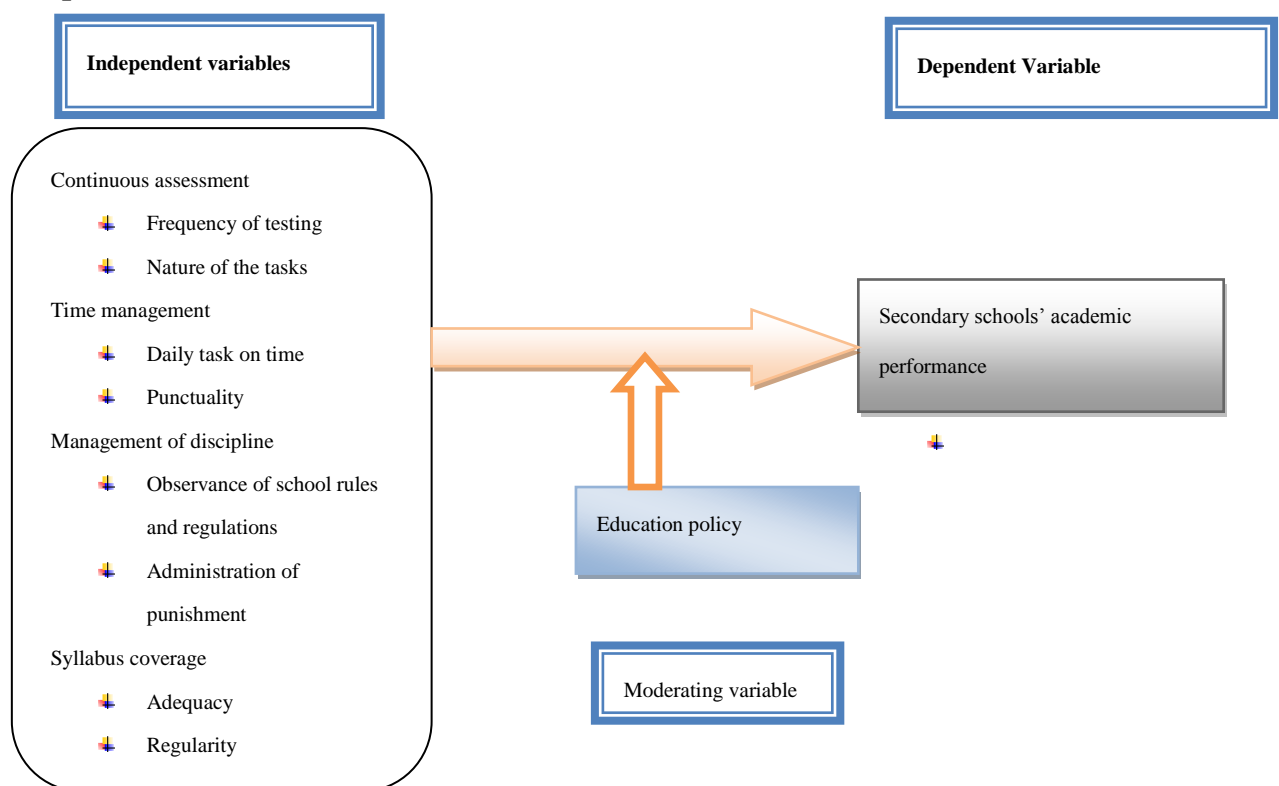 Independent variables
Dependent Variable
Continuous assessment
Frequency of testing
Nature of the tasks
Time management
Daily task on time
Punctuality
Management of discipline
Observance of school rules
and regulations
Administration of
punishment
Syllabus coverage
Adequacy
Regularity
Secondary schools’ academic
performance
Education policy
Moderating variable